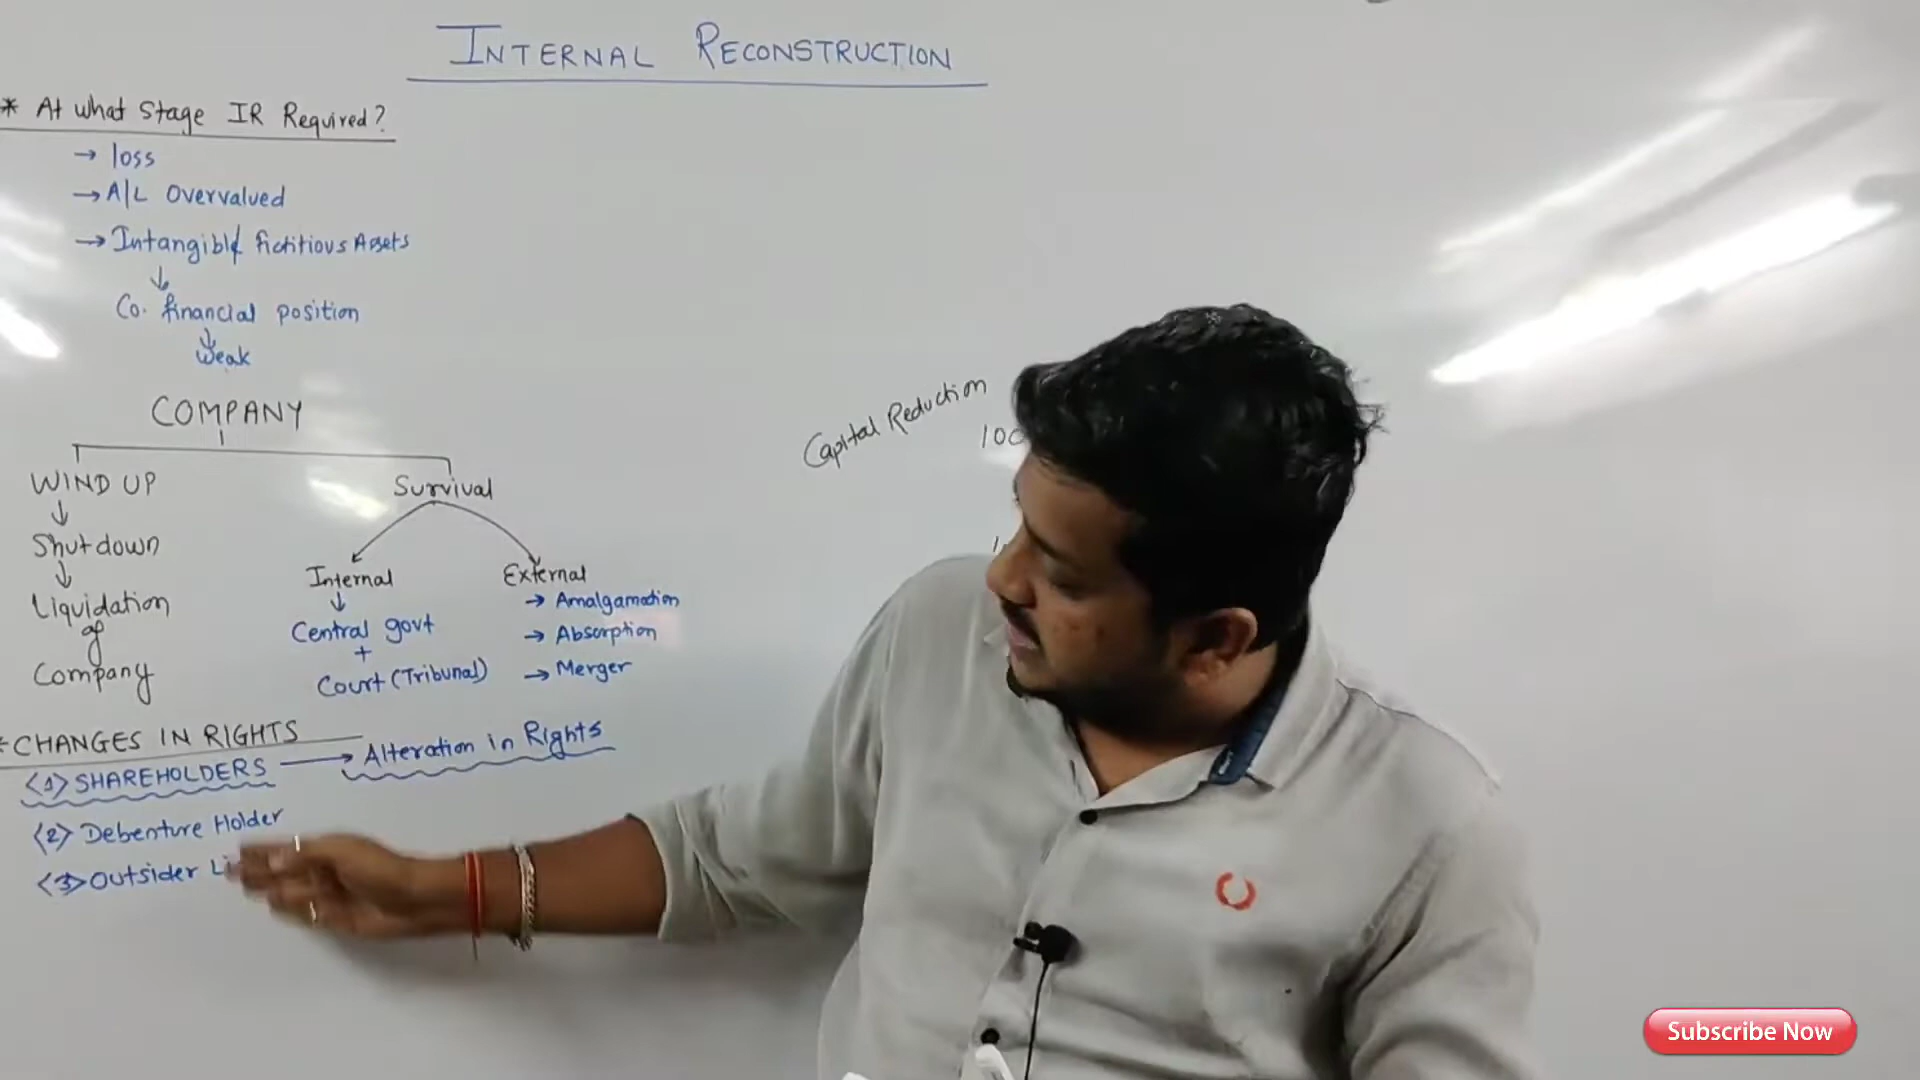 INTERNAL RECONSTRUCTION
* At what Stage IR Required?
→ loss
→ A/L Overvalued
→ Intangible fictitious Assets
↓
Co. financial position
↓
Weak
COMPANY
WIND UP
↓
Shutdown
↓
Liquidation
of
Company
Survival
Internal
↓
Central govt
+
Court (Tribunal)
External
→ Amalgamation
→ Absorption
→ Merger
CHANGES IN RIGHTS
<1> SHAREHOLDERS → Alteration in Rights
<2> Debenture Holder
<3> Outsider
Capital Reduction
Subscribe Now